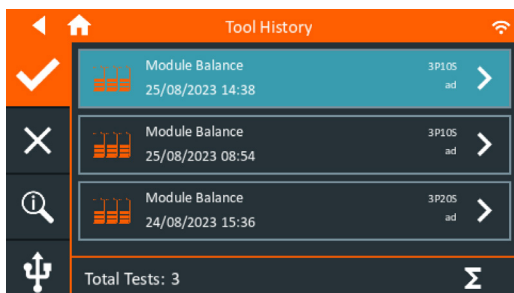 Tool History
Module Balance
3P10S
25/08/2023 14:38
ad
Module Balance
3P10S
25/08/2023 08:54
ad
Module Balance
3P20S
24/08/2023 15:36
ad
Total Tests: 3
Σ